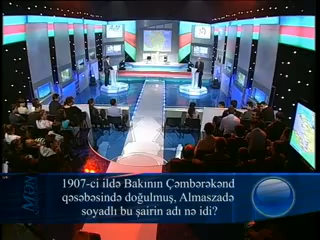 1907-ci ildə Bakının Çəmbərəkənd
qəsəbəsində doğulmuş, Almaszadə
soyadlı bu şairin adı nə idi?